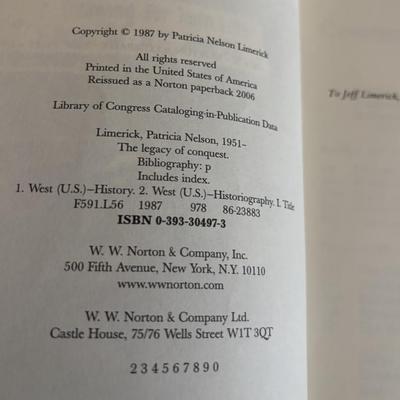 Copyright © 1987 by Patricia Nelson Limerick
All rights reserved
Printed in the United States of America
Reissued as a Norton paperback 2006
Library of Congress Cataloging-in-Publication Data
Limerick, Patricia Nelson, 1951–
The legacy of conquest.
Bibliography: p
Includes index.
1. West (U.S.)—History. 2. West (U.S.)—Historiography. I. Title
F591.L56 1987 978 86-23883
ISBN 0-393-30497-3
W. W. Norton & Company, Inc.
500 Fifth Avenue, New York, N.Y. 10110
www.wwnorton.com
W. W. Norton & Company Ltd.
Castle House, 75/76 Wells Street W1T 3QT
2 3 4 5 6 7 8 9 0
To Jeff Limerick,